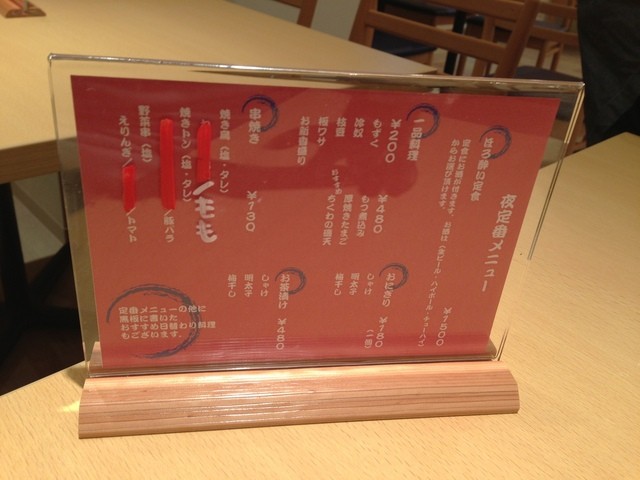 夜定番メニュー
ほろ酔い定食 ¥1500
定食にお酒が付きます。お酒は(生ビール・ハイボール・チューハイ)
からお選び頂けます。
一品料理
¥200
もずく
冷奴
枝豆
板ワサ
お新香盛り
¥480
もつ煮込み
厚焼きたまご
おすすめ ちくわの磯天
おにぎり ¥180 (一個)
しゃけ
明太子
梅干し
串焼き ¥130
焼き鳥(塩・タレ)
/もも
焼きトン(塩・タレ)
/豚バラ
野菜串(塩)
えりんぎ/ /トマト
お茶漬け ¥480
しゃけ
明太子
梅干し
定番メニューの他に
黒板に書いた
おすすめ日替わり料理
もございます。